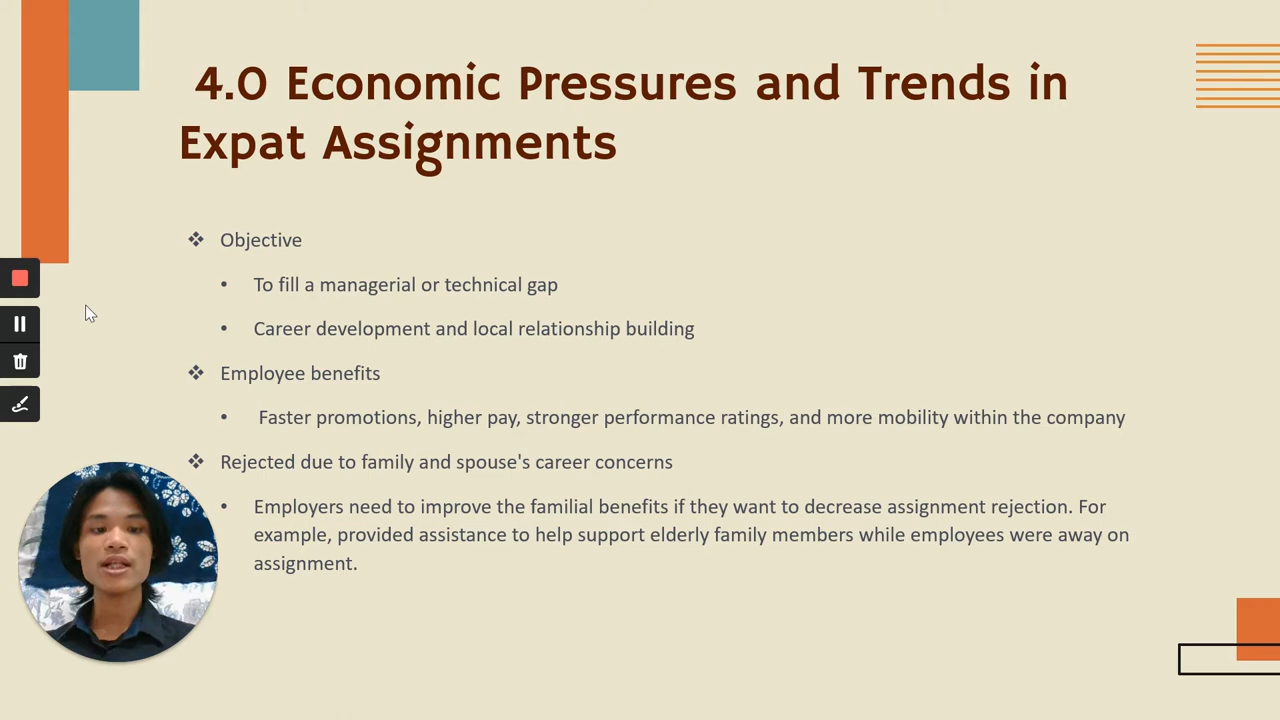 4.0 Economic Pressures and Trends in
Expat Assignments
Objective
To fill a managerial or technical gap
Career development and local relationship building
Employee benefits
Faster promotions, higher pay, stronger performance ratings, and more mobility within the company
Rejected due to family and spouse's career concerns
Employers need to improve the familial benefits if they want to decrease assignment rejection. For
example, provided assistance to help support elderly family members while employees were away on
assignment.